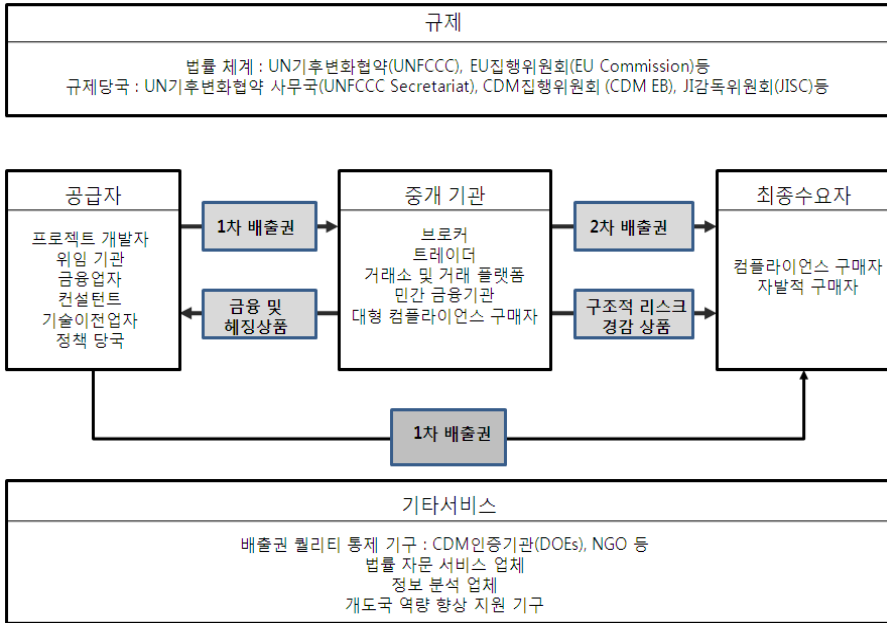 규제
법률 체계 : UN기후변화협약(UNFCCC), EU집행위원회(EU Commission)등
규제당국 : UN기후변화협약 사무국(UNFCCC Secretariat), CDM집행위원회 (CDM EB), JI감독위원회(JISC)등
공급자
프로젝트 개발자
위임 기관
금융업자
컨설턴트
기술이전업자
정책 당국
1차 배출권
금융 및
헤징상품
중개 기관
브로커
트레이더
거래소 및 거래 플랫폼
민간 금융기관
대형 컴플라이언스 구매자
2차 배출권
구조적 리스크
경감 상품
최종수요자
컴플라이언스 구매자
자발적 구매자
1차 배출권
기타서비스
배출권 퀄리티 통제 기구 : CDM인증기관(DOEs), NGO 등
법률 자문 서비스 업체
정보 분석 업체
개도국 역량 향상 지원 기구